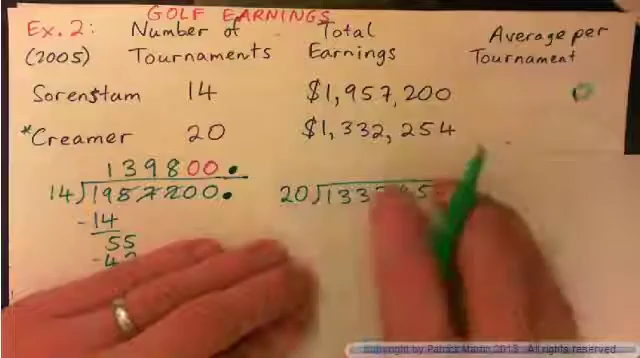 GOLF EARNINGS
Ex. 2: Number of Total Average per
(2005) Tournaments Earnings Tournament
Sorenstam 14 $1,957,200
*Creamer 20 $1,332,254
139800.
14)1957200. 20)133
-14
55
Copyright by Patrick Martin 2013 . All rights reserved.